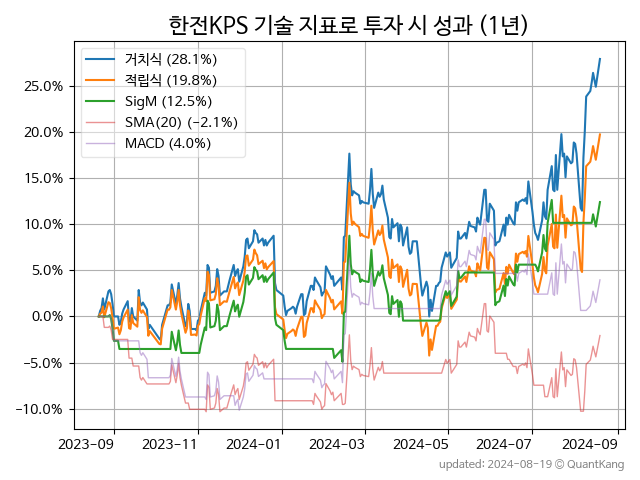 한전KPS 기술 지표로 투자 시 성과 (1년)
거치식 (28.1%)
적립식 (19.8%)
SigM (12.5%)
SMA(20) (−2.1%)
MACD (4.0%)
25.0%
20.0%
15.0%
10.0%
5.0%
0.0%
−5.0%
−10.0%
2023-09 2023-11 2024-01 2024-03 2024-05 2024-07 2024-09
updated: 2024-08-19 © QuantKang